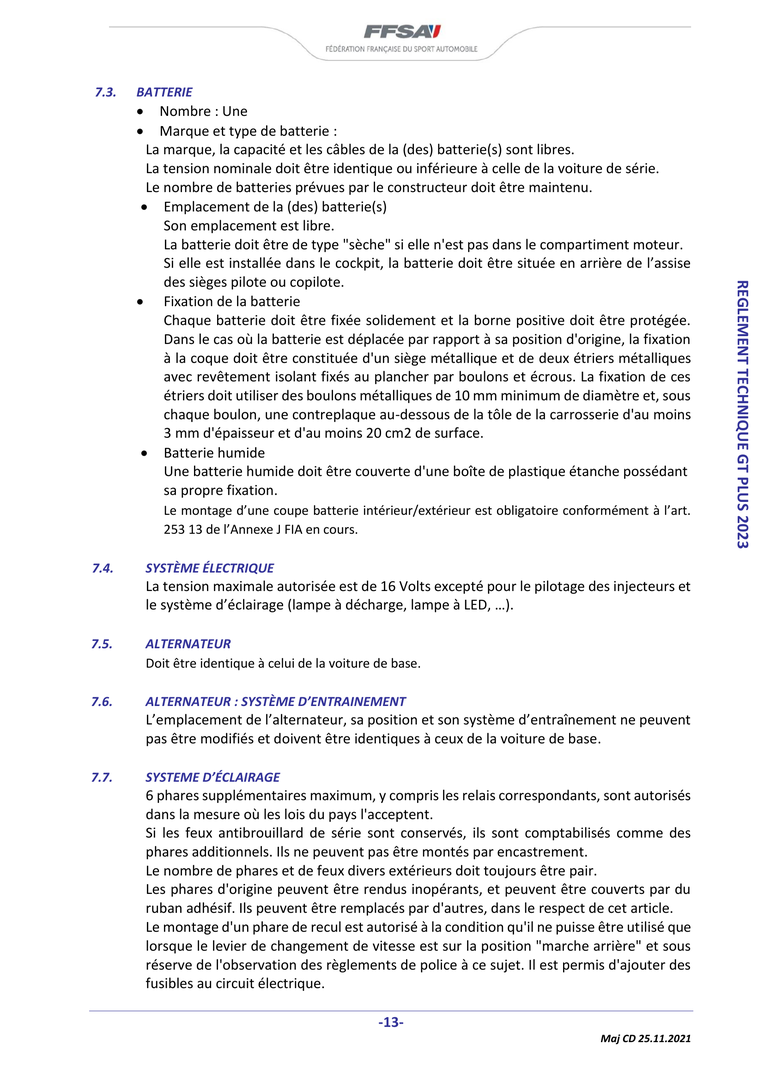 FFSA
FÉDÉRATION FRANÇAISE DU SPORT AUTOMOBILE
7.3. BATTERIE
• Nombre : Une
• Marque et type de batterie :
La marque, la capacité et les câbles de la (des) batterie(s) sont libres.
La tension nominale doit être identique ou inférieure à celle de la voiture de série.
Le nombre de batteries prévues par le constructeur doit être maintenu.
• Emplacement de la (des) batterie(s)
Son emplacement est libre.
La batterie doit être de type "sèche" si elle n'est pas dans le compartiment moteur.
Si elle est installée dans le cockpit, la batterie doit être située en arrière de l’assise
des sièges pilote ou copilote.
• Fixation de la batterie
Chaque batterie doit être fixée solidement et la borne positive doit être protégée.
Dans le cas où la batterie est déplacée par rapport à sa position d'origine, la fixation
à la coque doit être constituée d'un siège métallique et de deux étriers métalliques
avec revêtement isolant fixés au plancher par boulons et écrous. La fixation de ces
étriers doit utiliser des boulons métalliques de 10 mm minimum de diamètre et, sous
chaque boulon, une contreplaque au-dessous de la tôle de la carrosserie d'au moins
3 mm d'épaisseur et d'au moins 20 cm2 de surface.
• Batterie humide
Une batterie humide doit être couverte d'une boîte de plastique étanche possédant
sa propre fixation.
Le montage d’une coupe batterie intérieur/extérieur est obligatoire conformément à l’art.
253 13 de l’Annexe J FIA en cours.
7.4. SYSTÈME ÉLECTRIQUE
La tension maximale autorisée est de 16 Volts excepté pour le pilotage des injecteurs et
le système d’éclairage (lampe à décharge, lampe à LED, …).
7.5. ALTERNATEUR
Doit être identique à celui de la voiture de base.
7.6. ALTERNATEUR : SYSTÈME D’ENTRAINEMENT
L’emplacement de l’alternateur, sa position et son système d’entraînement ne peuvent
pas être modifiés et doivent être identiques à ceux de la voiture de base.
7.7. SYSTEME D’ÉCLAIRAGE
6 phares supplémentaires maximum, y compris les relais correspondants, sont autorisés
dans la mesure où les lois du pays l'acceptent.
Si les feux antibrouillard de série sont conservés, ils sont comptabilisés comme des
phares additionnels. Ils ne peuvent pas être montés par encastrement.
Le nombre de phares et de feux divers extérieurs doit toujours être pair.
Les phares d'origine peuvent être rendus inopérants, et peuvent être couverts par du
ruban adhésif. Ils peuvent être remplacés par d'autres, dans le respect de cet article.
Le montage d'un phare de recul est autorisé à la condition qu'il ne puisse être utilisé que
lorsque le levier de changement de vitesse est sur la position "marche arrière" et sous
réserve de l'observation des règlements de police à ce sujet. Il est permis d'ajouter des
fusibles au circuit électrique.
REGLEMENT TECHNIQUE GT PLUS 2023
-13-
Maj CD 25.11.2021